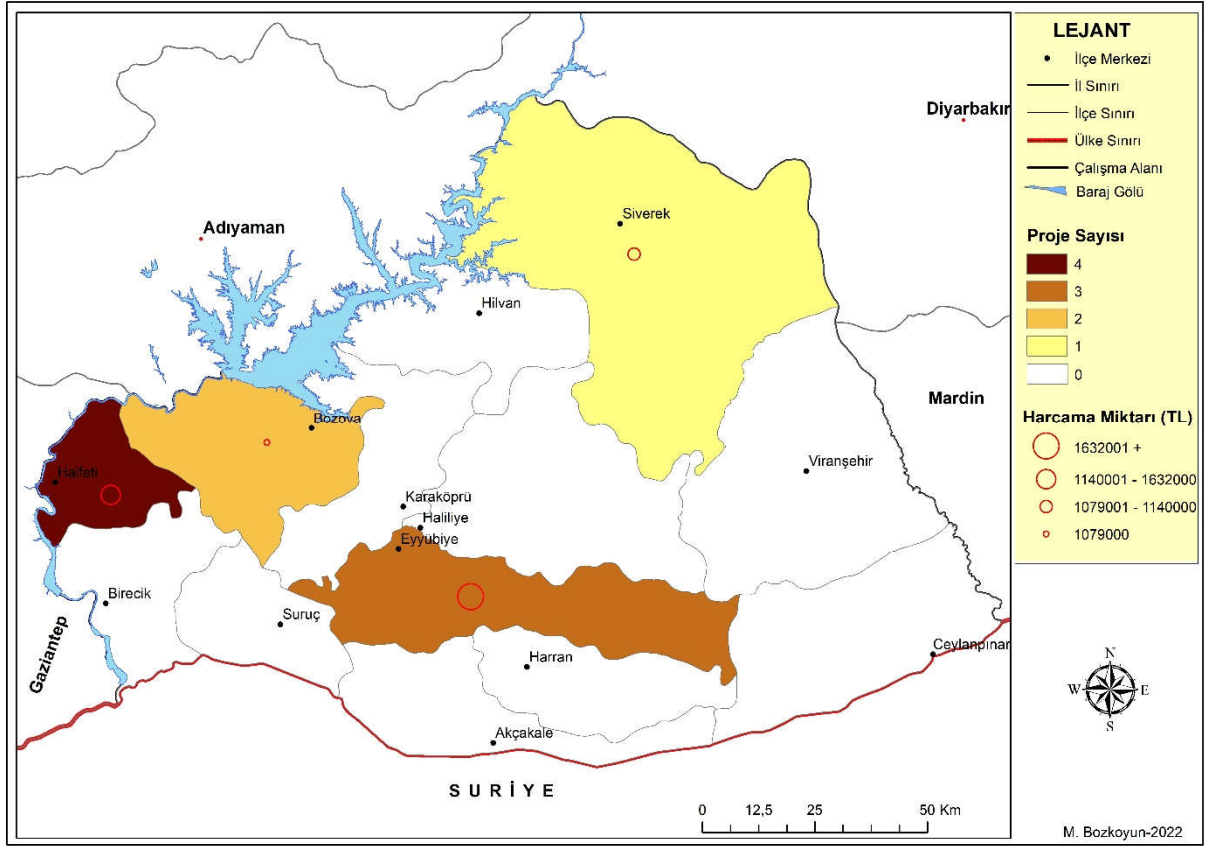 Diyarbakır
Siverek
Adıyaman
Hilvan
Mardin
Bozova
Viranşehir
Halfeti
Karaköprü
Haliliye
Eyyübiye
Birecik
Suruç
Gaziantep
Harran
Ceylanpınar
Akçakale
SURİYE
0 12,5 25 50 Km
LEJANT
İlçe Merkezi
İl Sınırı
İlçe Sınırı
Ülke Sınırı
Çalışma Alanı
Baraj Gölü
Proje Sayısı
4
3
2
1
0
Harcama Miktarı (TL)
1632001 +
1140001 - 1632000
1079001 - 1140000
1079000
N
W E
S
M. Bozkoyun-2022